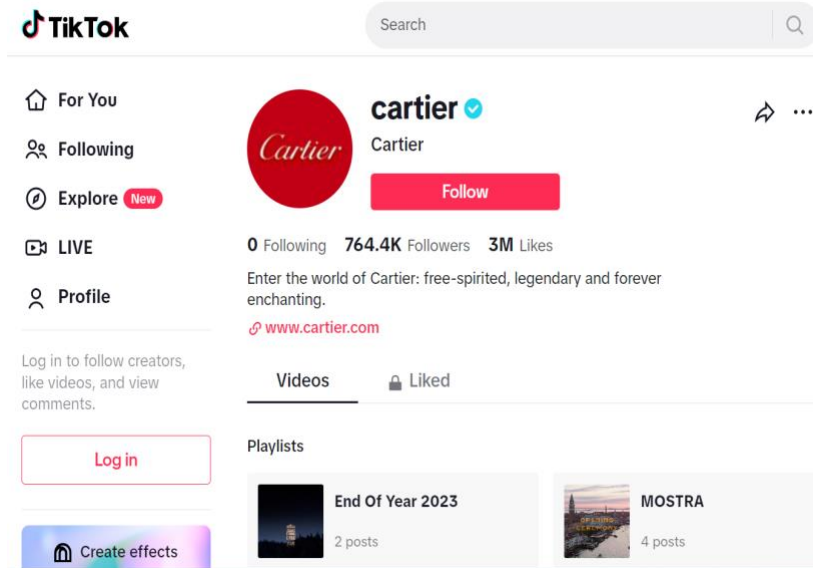 TikTok
Search
For You
Following
Explore New
LIVE
Profile
Log in to follow creators,
like videos, and view
comments.
Log in
Create effects
Cartier
cartier
Cartier
Follow
0 Following 764.4K Followers 3M Likes
Enter the world of Cartier: free-spirited, legendary and forever
enchanting.
www.cartier.com
Videos
Liked
Playlists
End Of Year 2023
2 posts
OPENING
CEREMONY
MOSTRA
4 posts